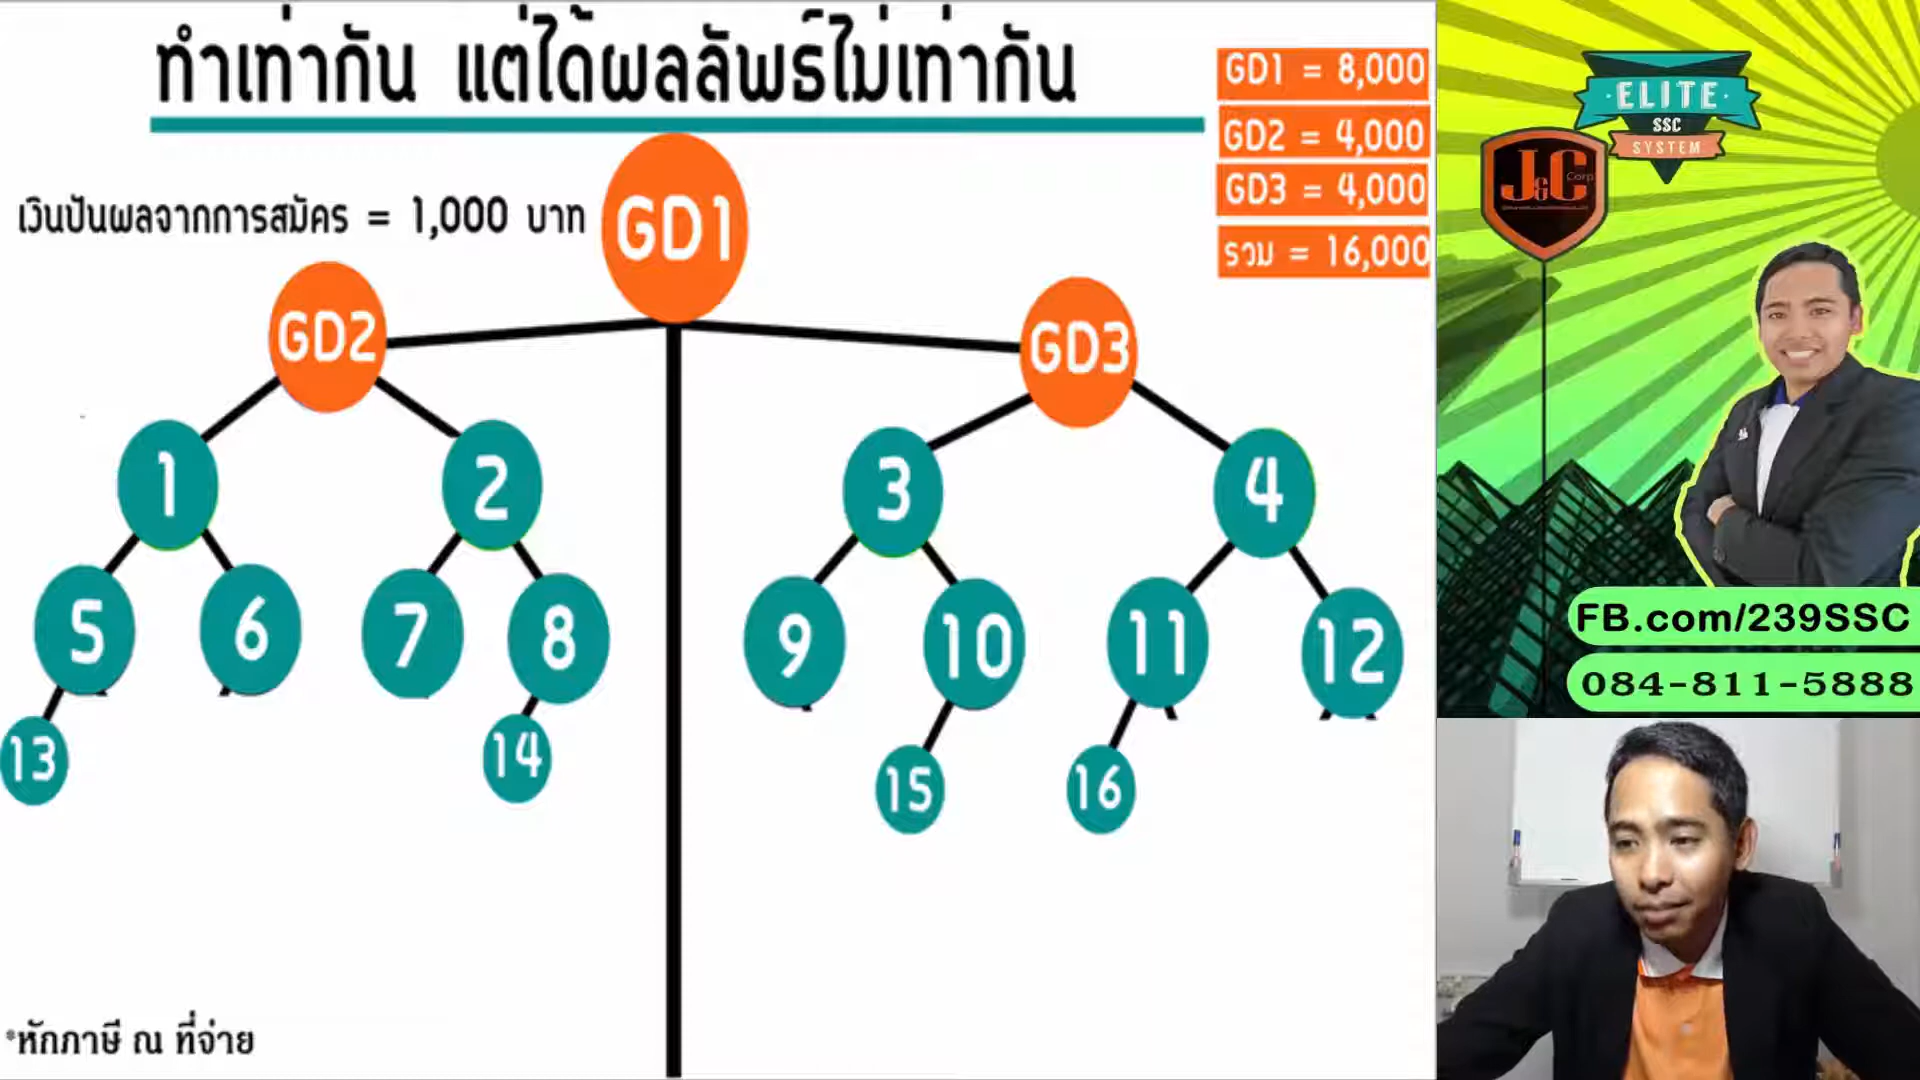 ทำเท่ากัน แต่ได้ผลลัพธ์ไม่เท่ากัน
GD1 = 8,000
GD2 = 4,000
GD3 = 4,000
รวม = 16,000
เงินปันผลจากการสมัคร = 1,000 บาท
GD1
GD2
GD3
1
2
3
4
5
6
7
8
9
10
11
12
13
14
15
16
*หักภาษี ณ ที่จ่าย
·ELITE·
SSC
SYSTEM
J&C
Corp
FB.com/239SSC
084-811-5888